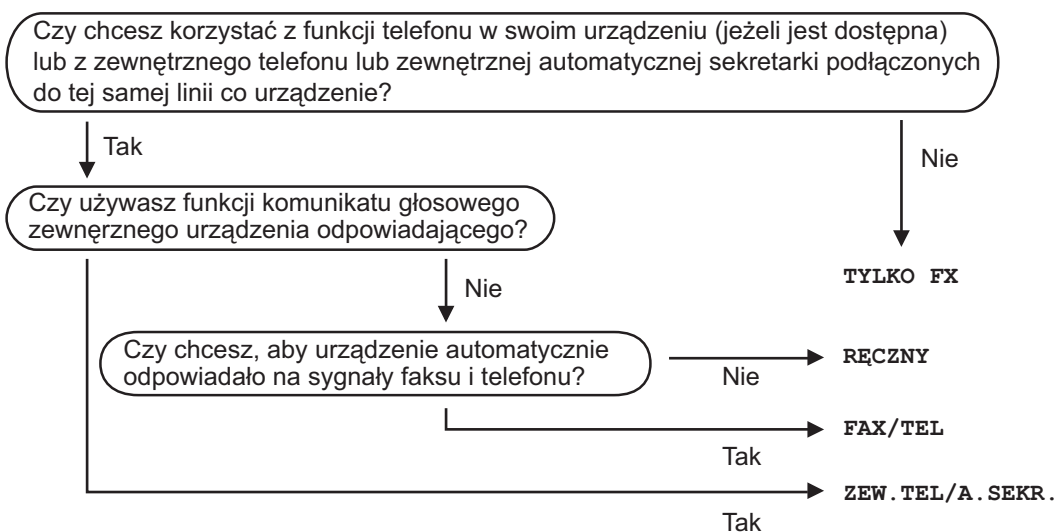 Czy chcesz korzystać z funkcji telefonu w swoim urządzeniu (jeżeli jest dostępna)
lub z zewnętrznego telefonu lub zewnętrznej automatycznej sekretarki podłączonych
do tej samej linii co urządzenie?
Tak
Nie
Czy używasz funkcji komunikatu głosowego
zewnęrznego urządzenia odpowiadającego?
TYLKO FX
Nie
Czy chcesz, aby urządzenie automatycznie
odpowiadało na sygnały faksu i telefonu?
Nie
RĘCZNY
FAX/TEL
Tak
ZEW.TEL/A.SEKR.
Tak